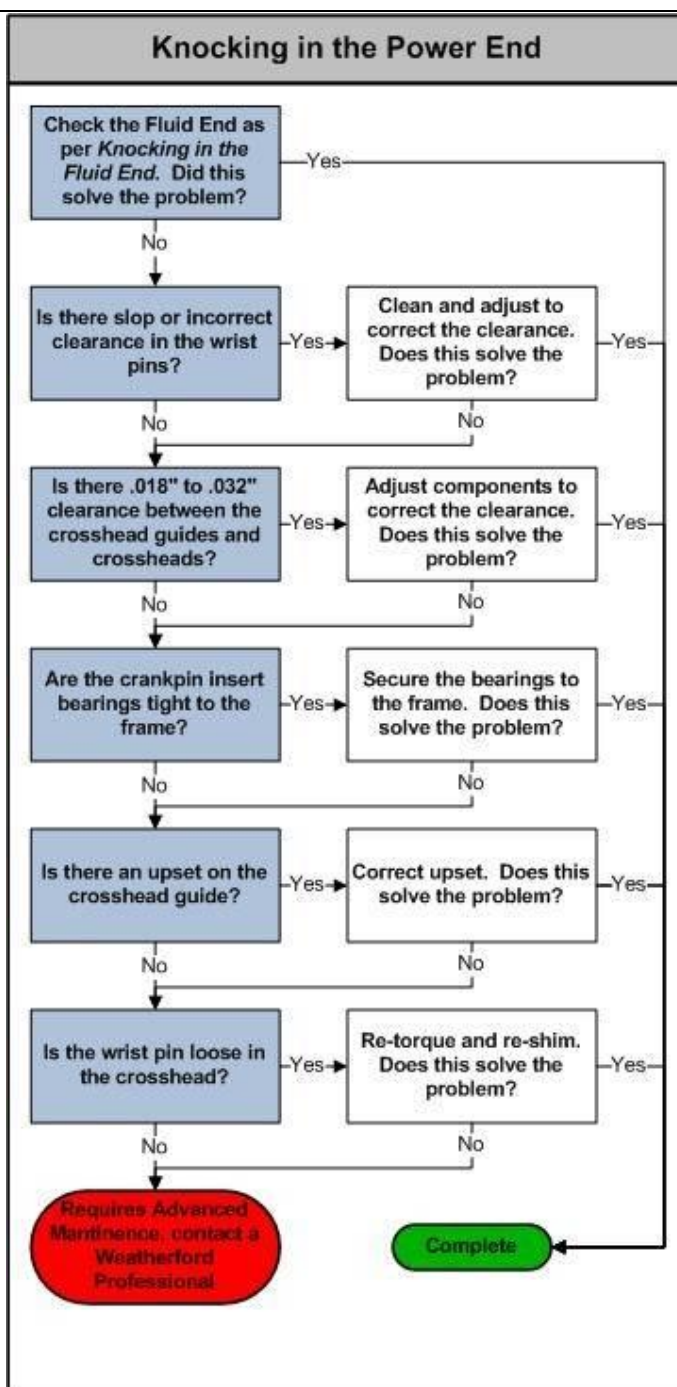 Knocking in the Power End
Check the Fluid End as
per Knocking in the
Fluid End. Did this
solve the problem?
Yes
No
Is there slop or incorrect
clearance in the wrist
pins?
Yes
Clean and adjust to
correct the clearance.
Does this solve the
problem?
Yes
No
No
Is there .018" to .032"
clearance between the
crosshead guides and
crossheads?
Yes
Adjust components to
correct the clearance.
Does this solve the
problem?
Yes
No
No
Are the crankpin insert
bearings tight to the
frame?
Yes
Secure the bearings to
the frame. Does this
solve the problem?
Yes
No
No
Is there an upset on the
crosshead guide?
Yes
Correct upset. Does this
solve the problem?
Yes
No
No
Is the wrist pin loose in
the crosshead?
Yes
Re-torque and re-shim.
Does this solve the
problem?
Yes
No
No
Requires Advanced
Mantinence, contact a
Weatherford
Professional
Complete